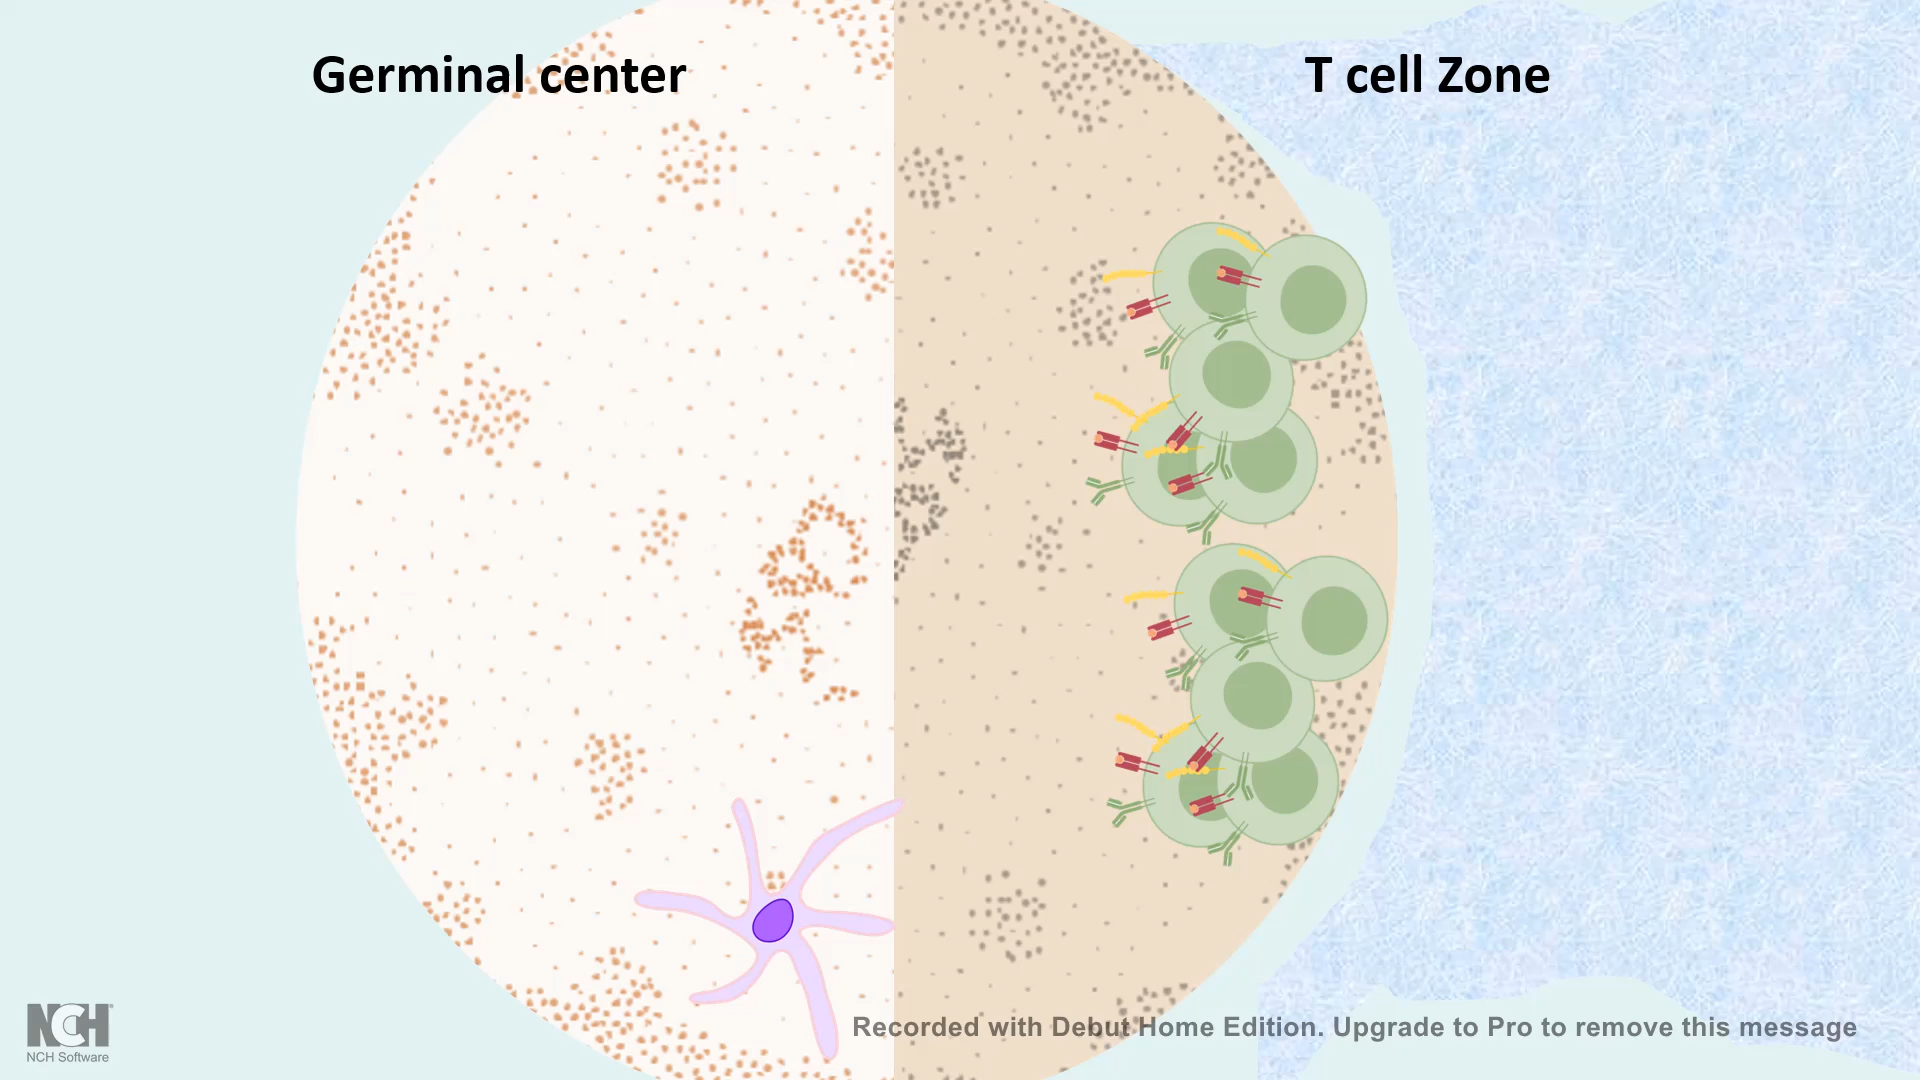 Germinal center
T cell Zone
NCH
®
NCH Software
Recorded with Debut Home Edition. Upgrade to Pro to remove this message